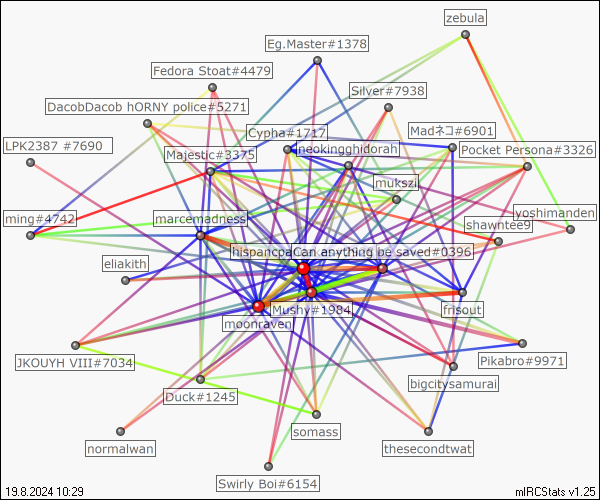 zebula
Eg.Master#1378
Fedora Stoat#4479
Silver#7938
DacobDacob hORNY police#5271
Cypha#1717
Madネコ#6901
LPK2387 #7690
neokingghidorah
Majestic#3375
Pocket Persona#3326
mukszil
ming#4742
marcemadness
yoshimanden
shawntee9
hispancpa
Can anything be saved#0396
eliakith
Mushy#1984
frisout
moonraven
JKOUYH VIII#7034
Pikabro#9971
bigcitysamurai
Duck#1245
somass
normalwan
thesecondtwat
Swirly Boi#6154
19.8.2024 10:29
mIRCStats v1.25